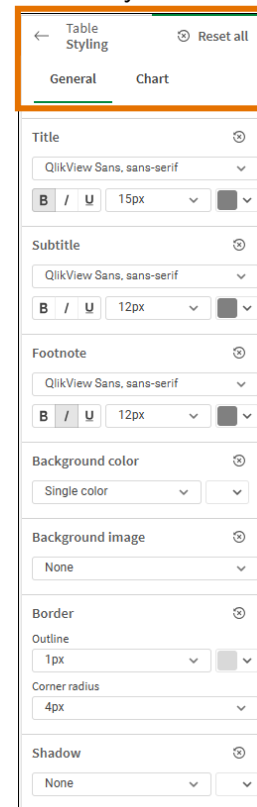 Table
Styling
Reset all
General Chart
Title
QlikView Sans, sans-serif
B I U 15px
Subtitle
QlikView Sans, sans-serif
B I U 12px
Footnote
QlikView Sans, sans-serif
B I U 12px
Background color
Single color
Background image
None
Border
Outline
1px
Corner radius
4px
Shadow
None